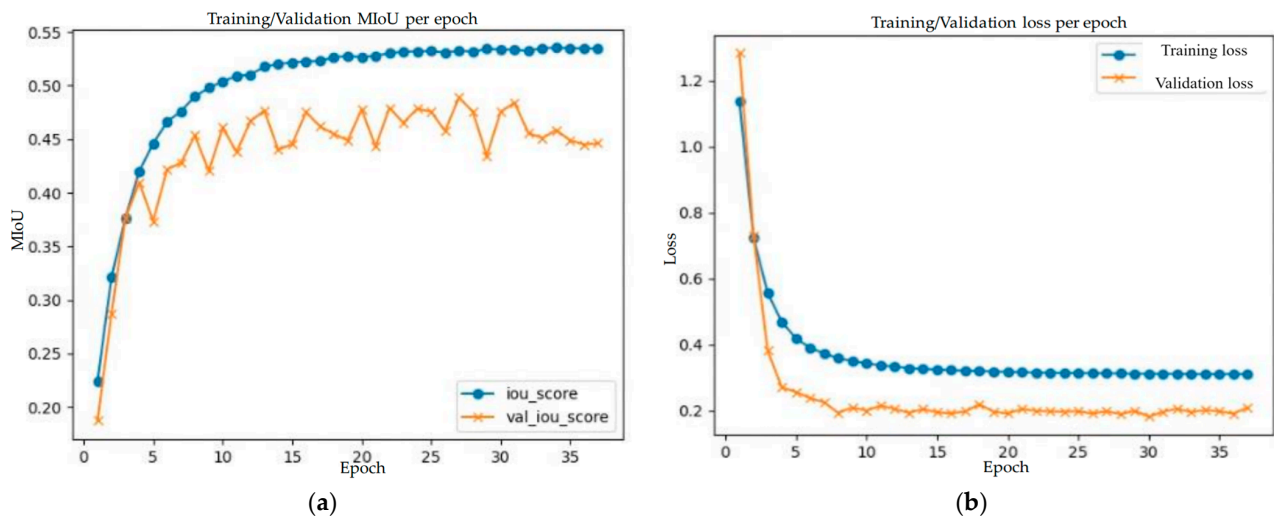 Training/Validation MIoU per epoch
0.55
0.50
0.45
0.40
0.35
0.30
0.25
0.20
MIoU
iou_score
val_iou_score
0 5 10 15 20 25 30 35
Epoch
(a)
Training/Validation loss per epoch
1.2
1.0
0.8
0.6
0.4
0.2
Loss
Training loss
Validation loss
0 5 10 15 20 25 30 35
Epoch
(b)